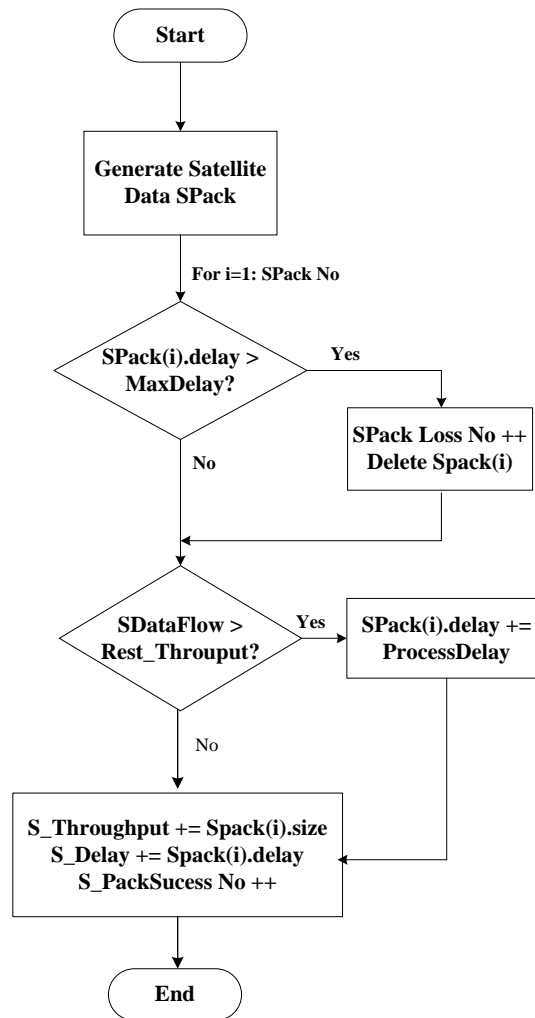 Start
Generate Satellite
Data SPack
For i=1: SPack No
SPack(i).delay >
MaxDelay?
Yes
SPack Loss No ++
Delete Spack(i)
No
SDataFlow >
Rest_Throuput?
Yes
SPack(i).delay +=
ProcessDelay
No
S_Throughput += Spack(i).size
S_Delay += Spack(i).delay
S_PackSucess No ++
End